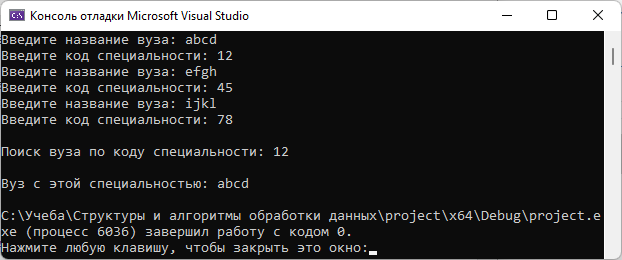 Консоль отладки Microsoft Visual Studio
Введите название вуза: abcd
Введите код специальности: 12
Введите название вуза: efgh
Введите код специальности: 45
Введите название вуза: ijkl
Введите код специальности: 78
Поиск вуза по коду специальности: 12
Вуз с этой специальностью: abcd
C:\Учеба\Структуры и алгоритмы обработки данных\project\x64\Debug\project.e
xe (процесс 6036) завершил работу с кодом 0.
Нажмите любую клавишу, чтобы закрыть это окно: